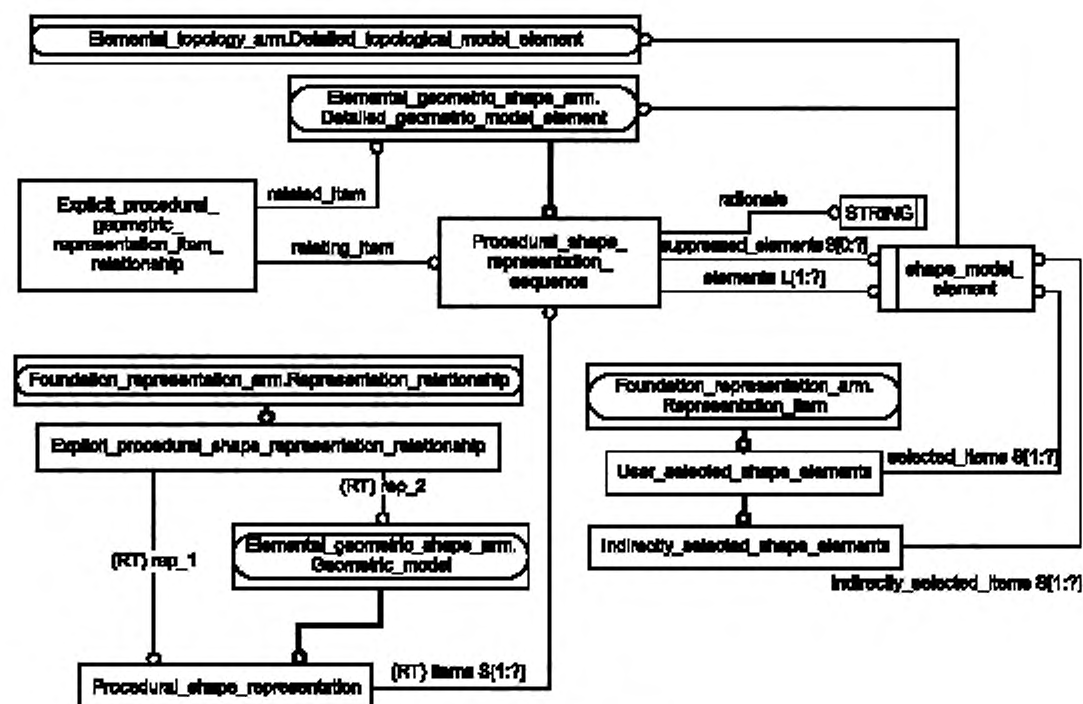 Elemental_topology_arm.Detailed_topological_model_element
Elemental_geometric_shape_arm.
Detailed_geometric_model_element
related_item
rationale
Explicit_procedural_
geometric_
representation_item_
relationship
STRING
relating_item
Procedural_shape_
representation_
sequence
suppressed_elements S[0:?]
elements L[1:?]
shape_model_
element
Foundation_representation_arm.Representation_relationship
Foundation_representation_arm.
Representation_item
Explicit_procedural_shape_representation_relationship
selected_items S[1:?]
User_selected_shape_elements
(RT) rep_2
Elemental_geometric_shape_arm.
Geometric_model
Indirectly_selected_shape_elements
(RT) rep_1
Indirectly_selected_items S[1:?]
(RT) items S[1:?]
Procedural_shape_representation